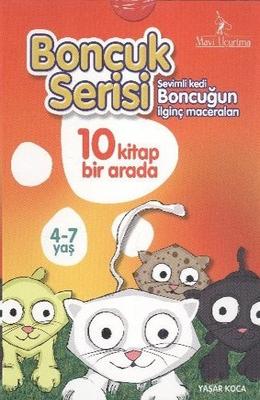 Mavi Uçurtma
Boncuk
Serisi
Sevimli kedi
Boncuğun
ilginç maceraları
10 kitap
bir arada
4-7
yaş
YAŞAR KOCA